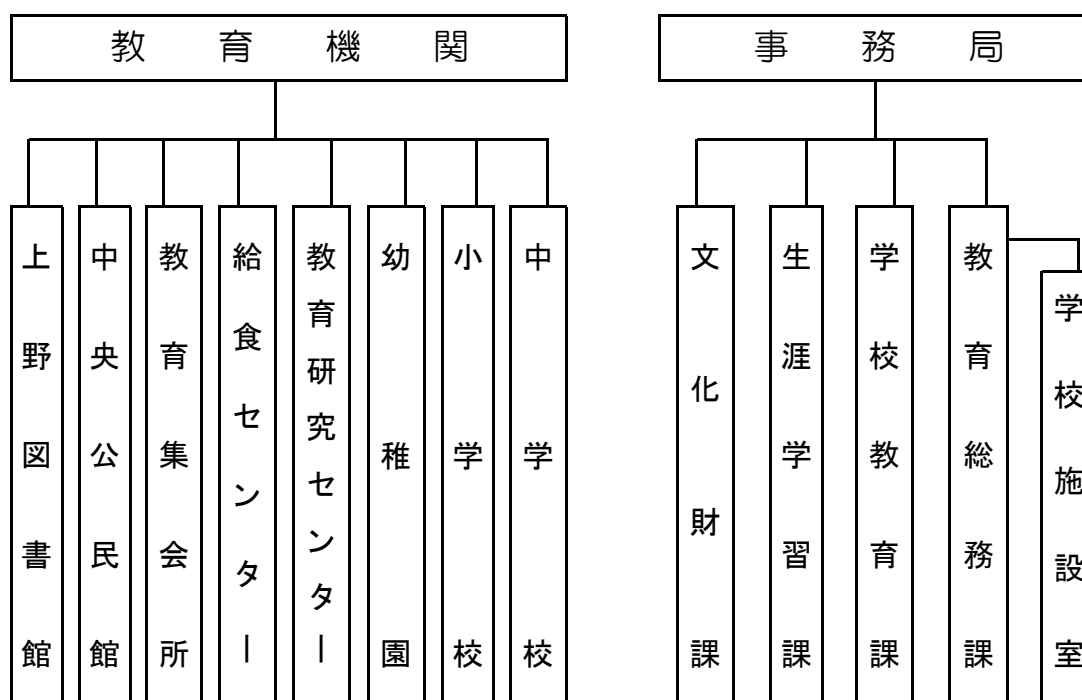 教育機関
事務局
上野図書館
中央公民館
教育集会所
給食センター
教育研究センター
幼稚園
小学校
中学校
文化財課
生涯学習課
学校教育課
教育総務課
学校施設室